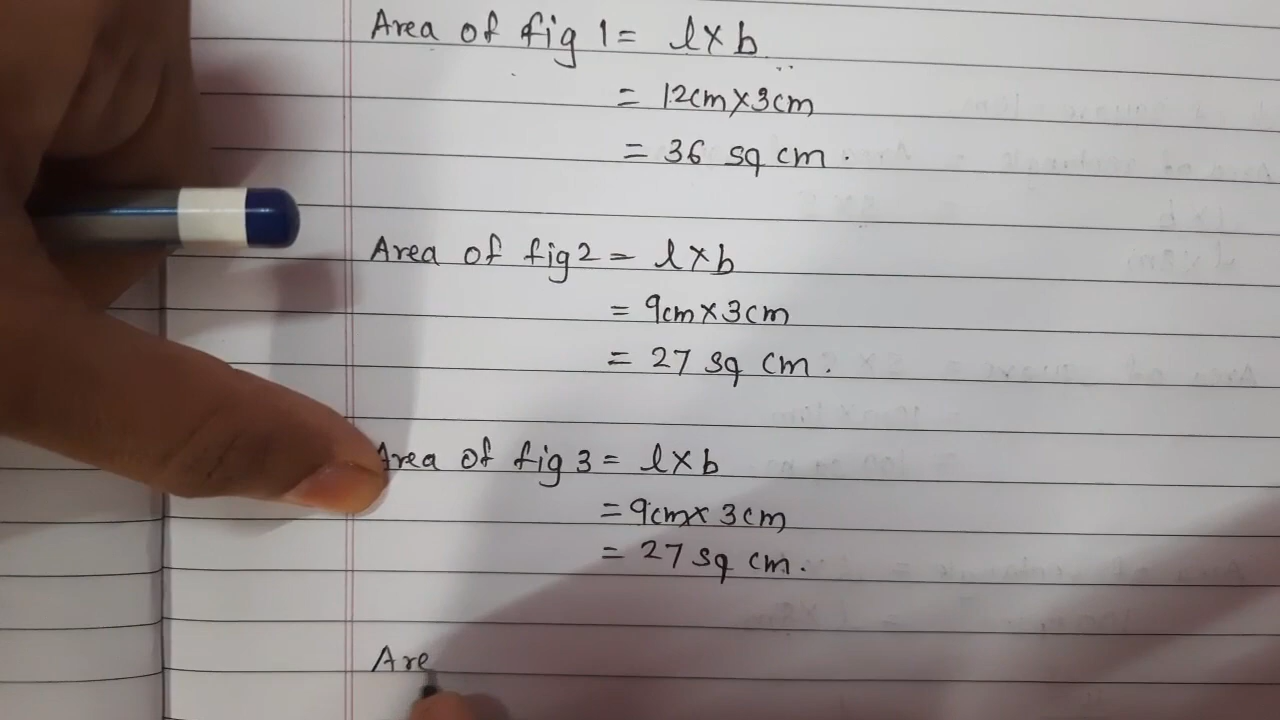 Area of fig 1 = l×b
= 12cm×3cm
= 36 sq cm.
Area of fig 2 = l×b
= 9cm×3cm
= 27 sq cm.
Area of fig 3 = l×b
= 9cm×3cm
= 27 sq cm.
Are